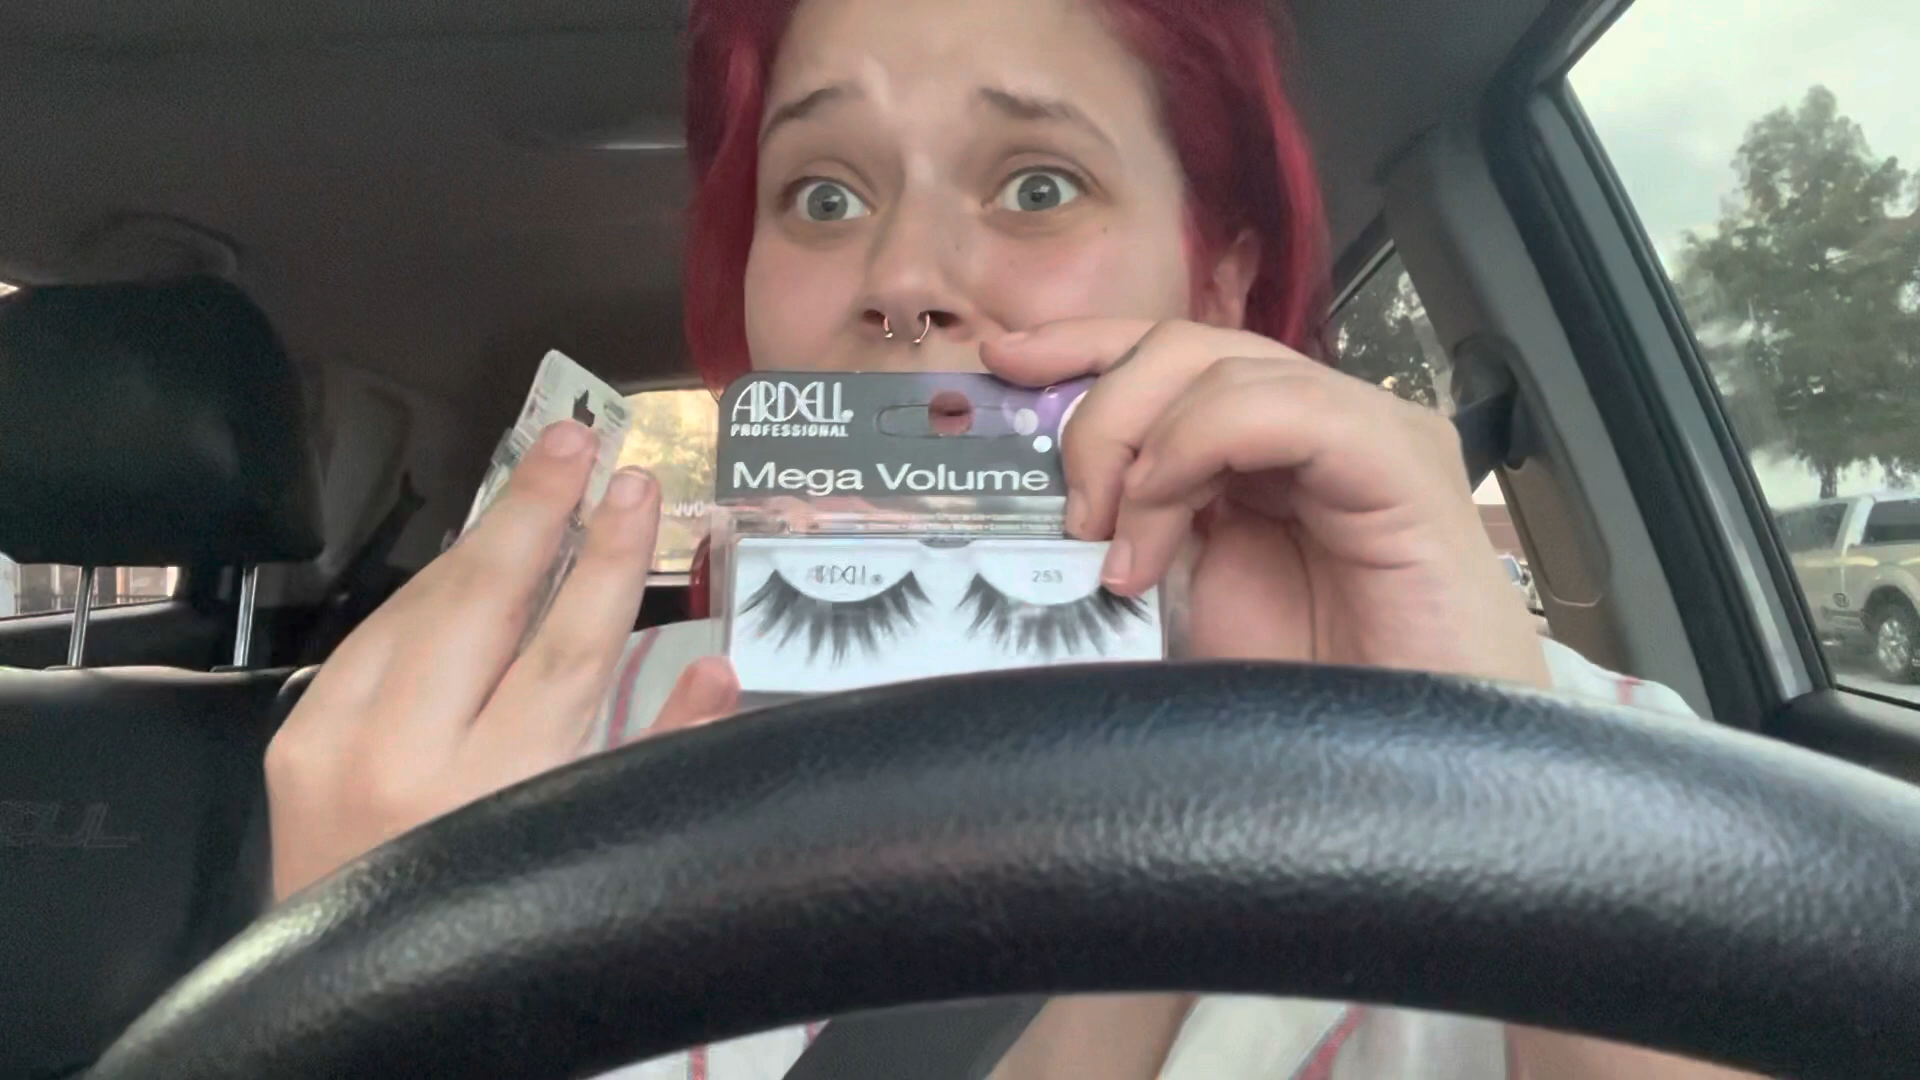 ARDELL
PROFESSIONAL
Mega Volume
ARDELL
253